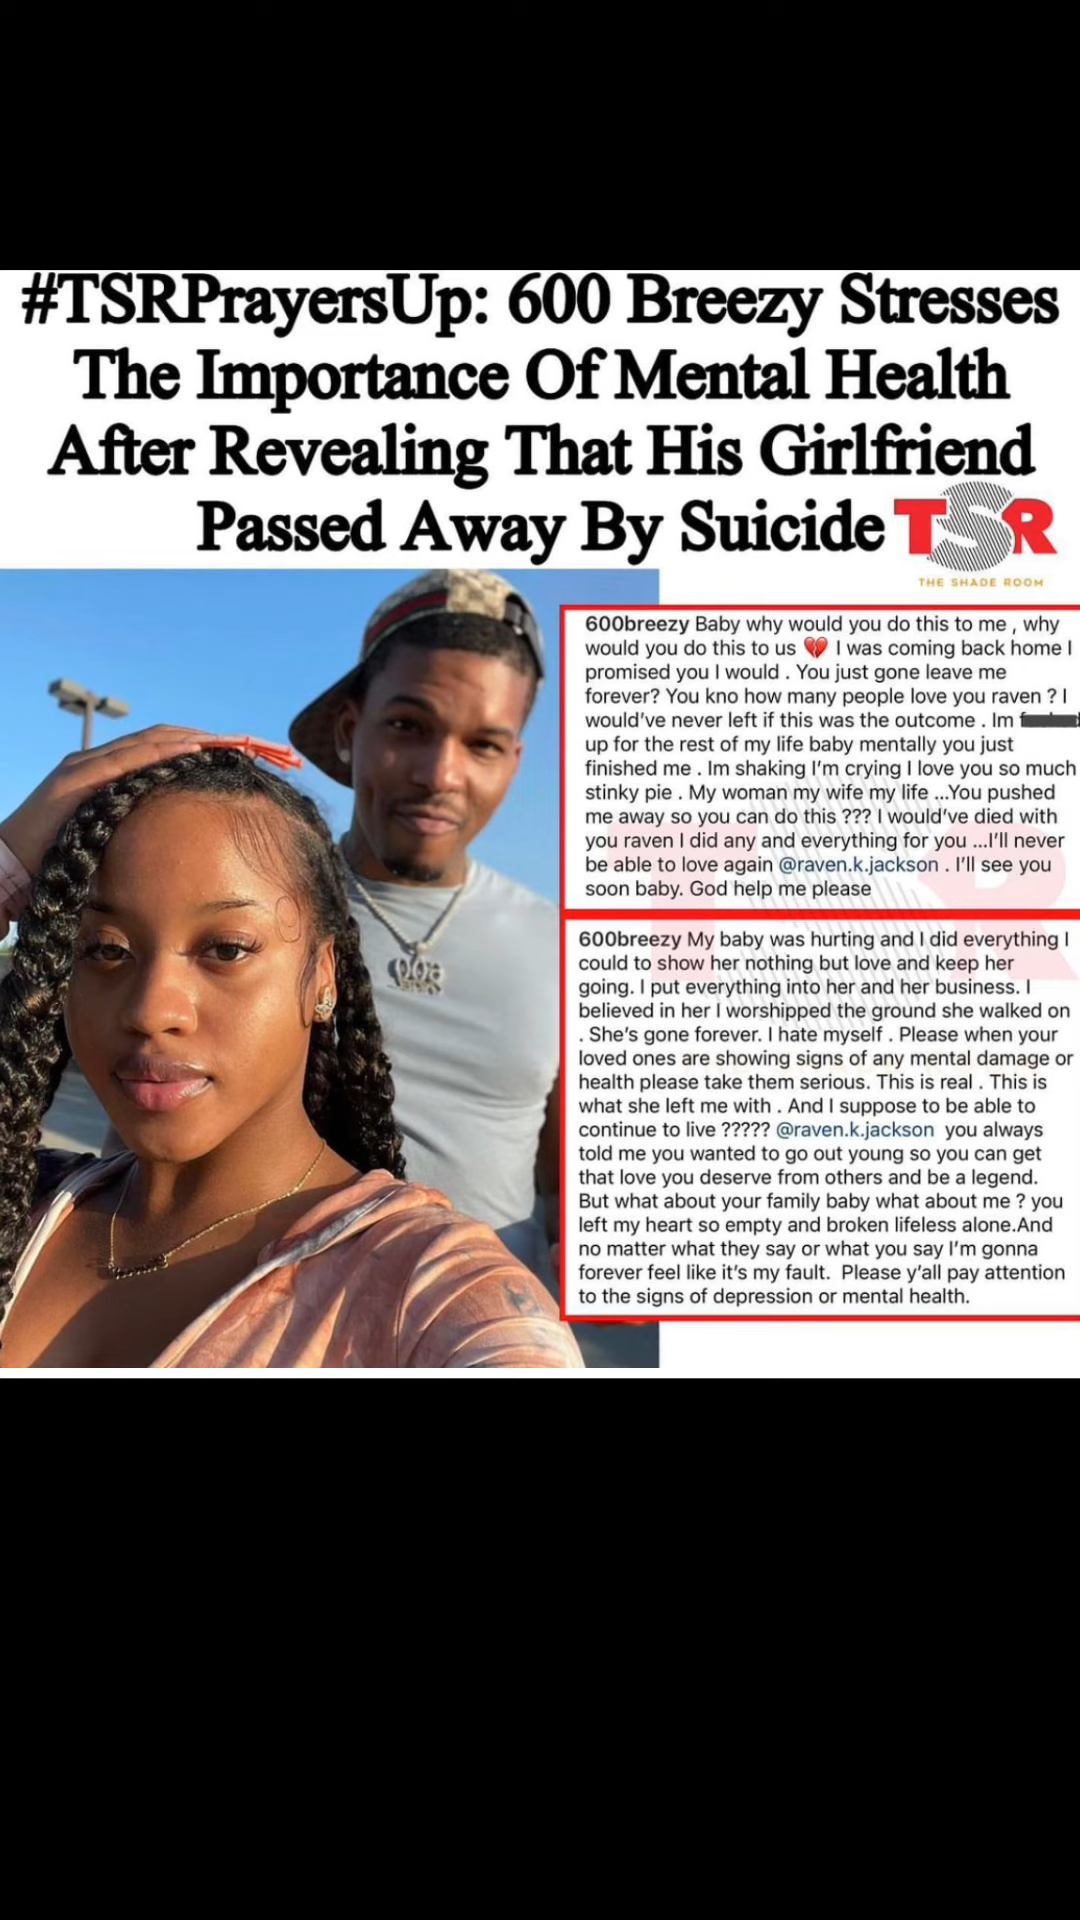 #TSRPrayersUp: 600 Breezy Stresses
The Importance Of Mental Health
After Revealing That His Girlfriend
Passed Away By Suicide
TSR
THE SHADE ROOM
600breezy Baby why would you do this to me , why
would you do this to us 💔 I was coming back home I
promised you I would . You just gone leave me
forever? You kno how many people love you raven ? I
would've never left if this was the outcome . Im
up for the rest of my life baby mentally you just
finished me . Im shaking I'm crying I love you so much
stinky pie . My woman my wife my life ...You pushed
me away so you can do this ??? I would've died with
you raven I did any and everything for you ...I'll never
be able to love again @raven.k.jackson . I'll see you
soon baby. God help me please
600breezy My baby was hurting and I did everything I
could to show her nothing but love and keep her
going. I put everything into her and her business. I
believed in her I worshipped the ground she walked on
. She's gone forever. I hate myself . Please when your
loved ones are showing signs of any mental damage or
health please take them serious. This is real . This is
what she left me with . And I suppose to be able to
continue to live ????? @raven.k.jackson you always
told me you wanted to go out young so you can get
that love you deserve from others and be a legend.
But what about your family baby what about me ? you
left my heart so empty and broken lifeless alone.And
no matter what they say or what you say I'm gonna
forever feel like it's my fault. Please y'all pay attention
to the signs of depression or mental health.